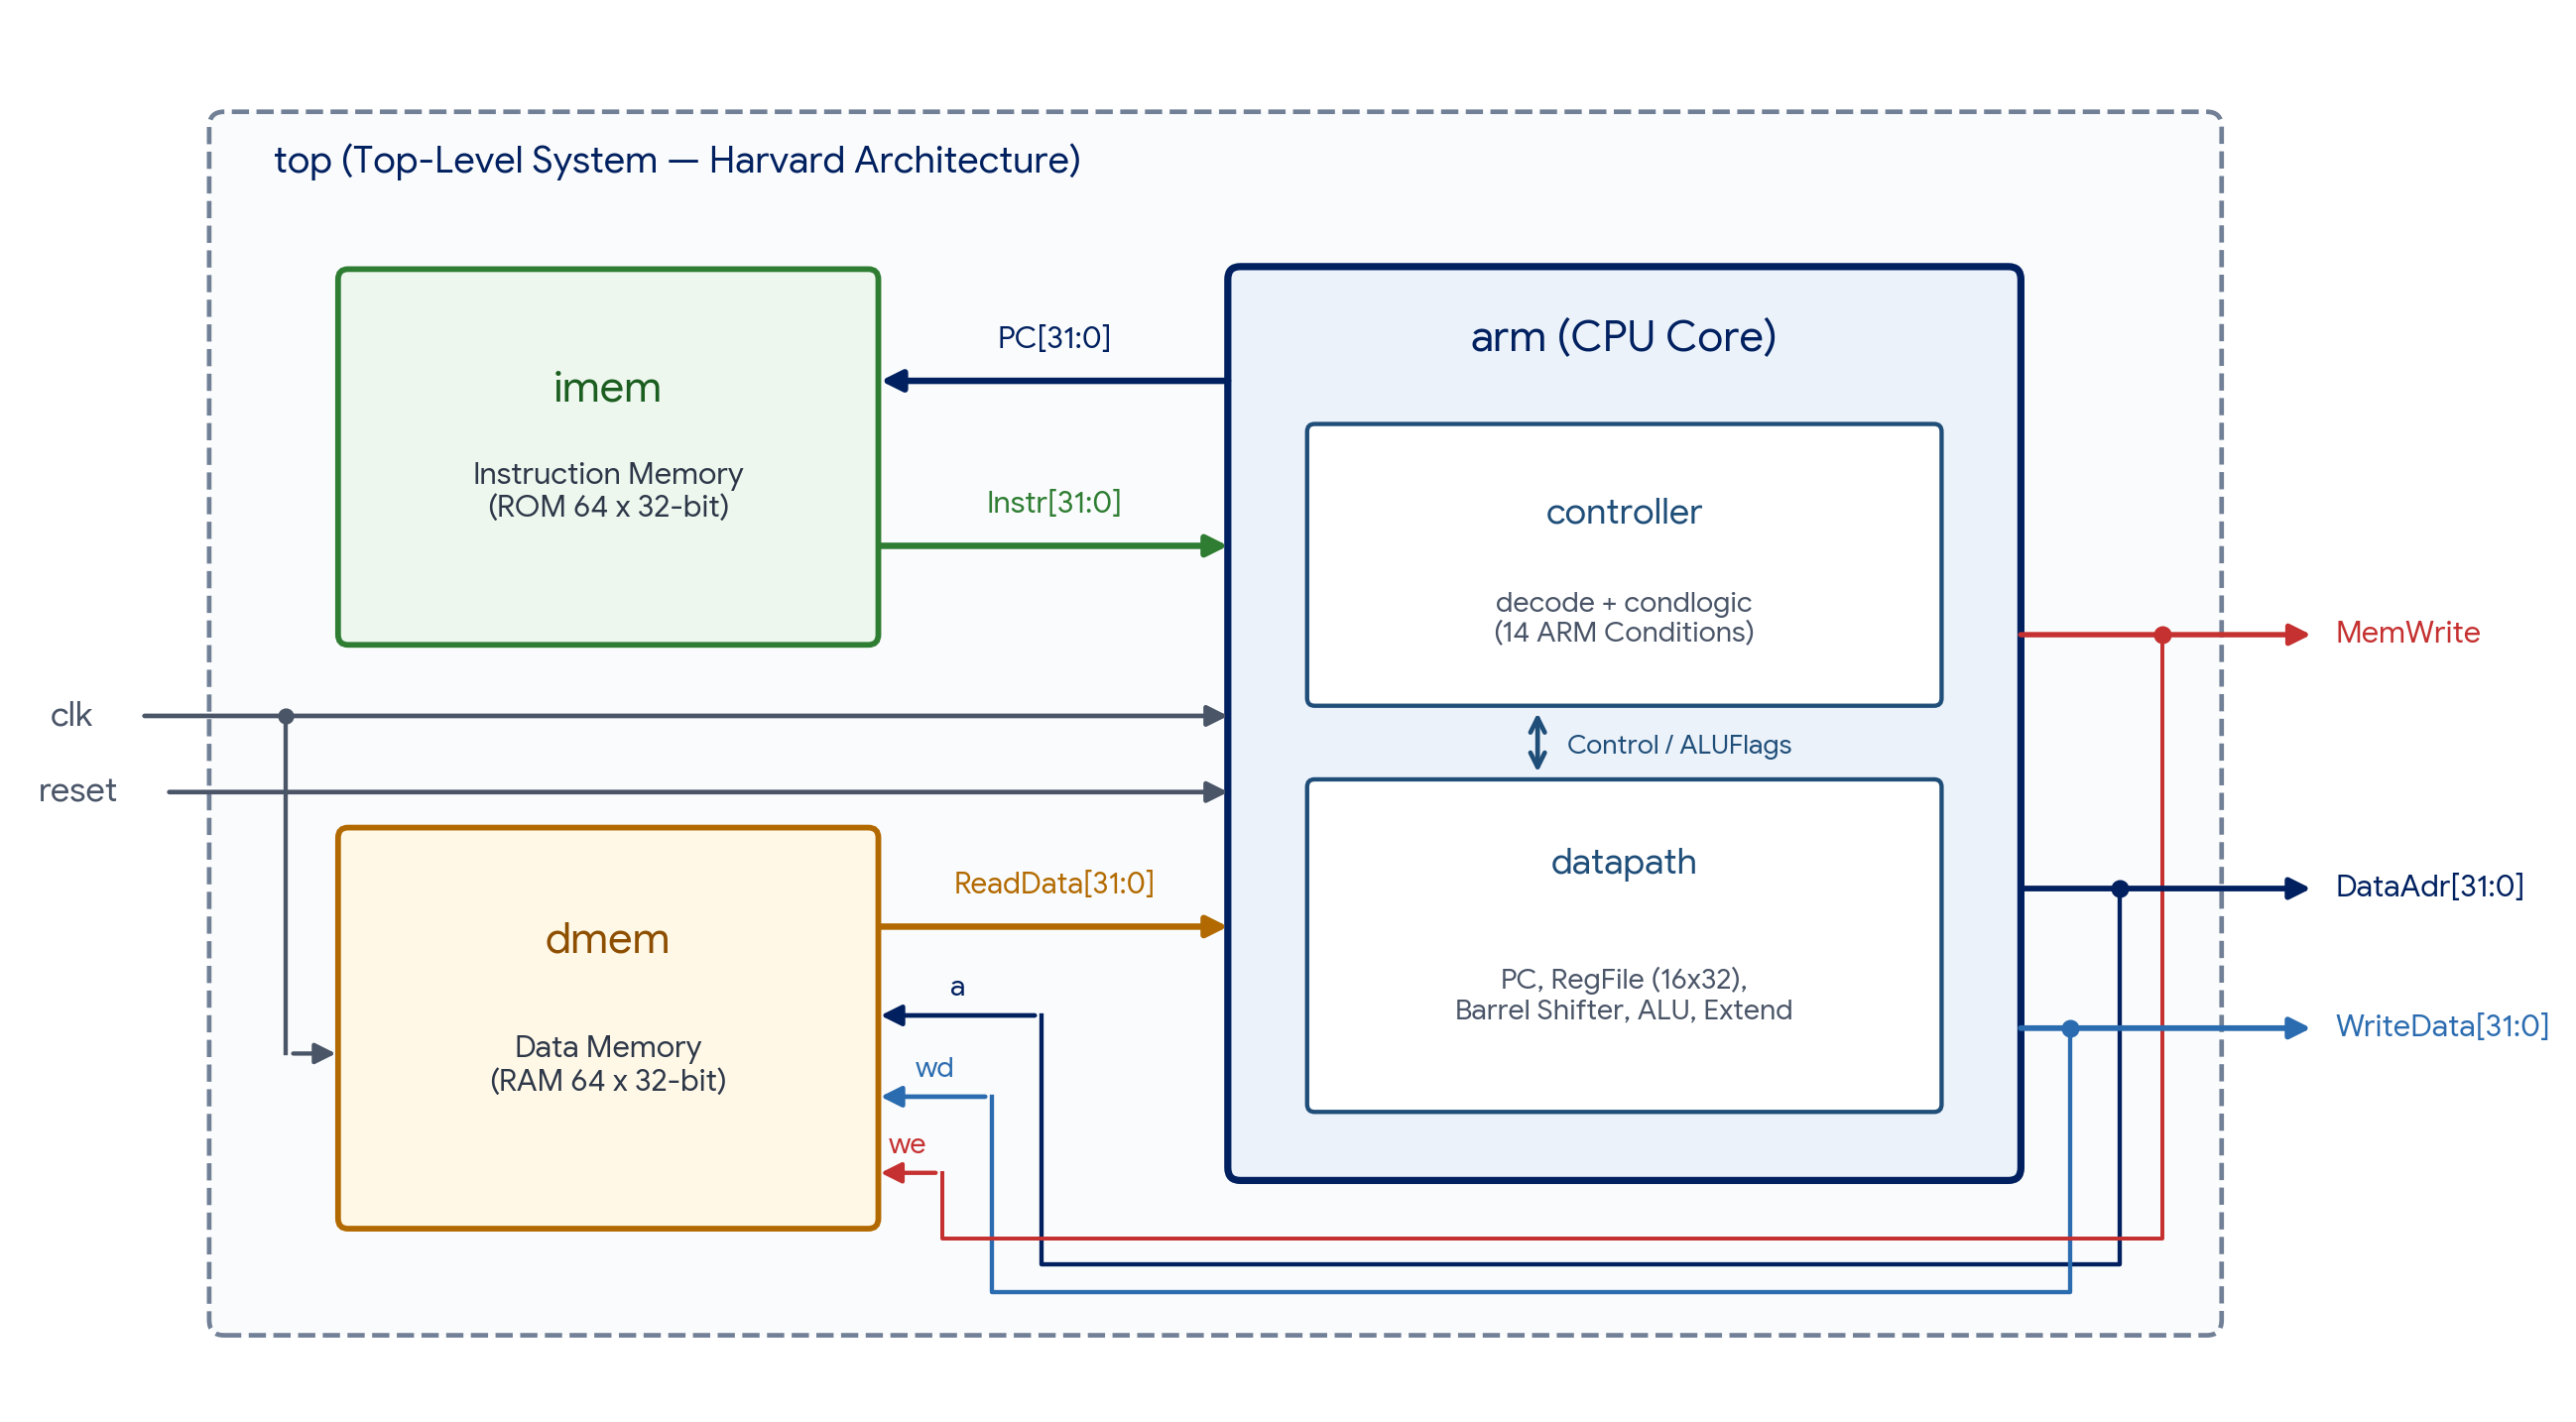 top (Top-Level System — Harvard Architecture)
imem
Instruction Memory
(ROM 64 x 32-bit)
PC[31:0]
Instr[31:0]
arm (CPU Core)
controller
decode + condlogic
(14 ARM Conditions)
Control / ALUFlags
datapath
PC, RegFile (16x32),
Barrel Shifter, ALU, Extend
clk
reset
dmem
Data Memory
(RAM 64 x 32-bit)
ReadData[31:0]
a
wd
we
MemWrite
DataAdr[31:0]
WriteData[31:0]